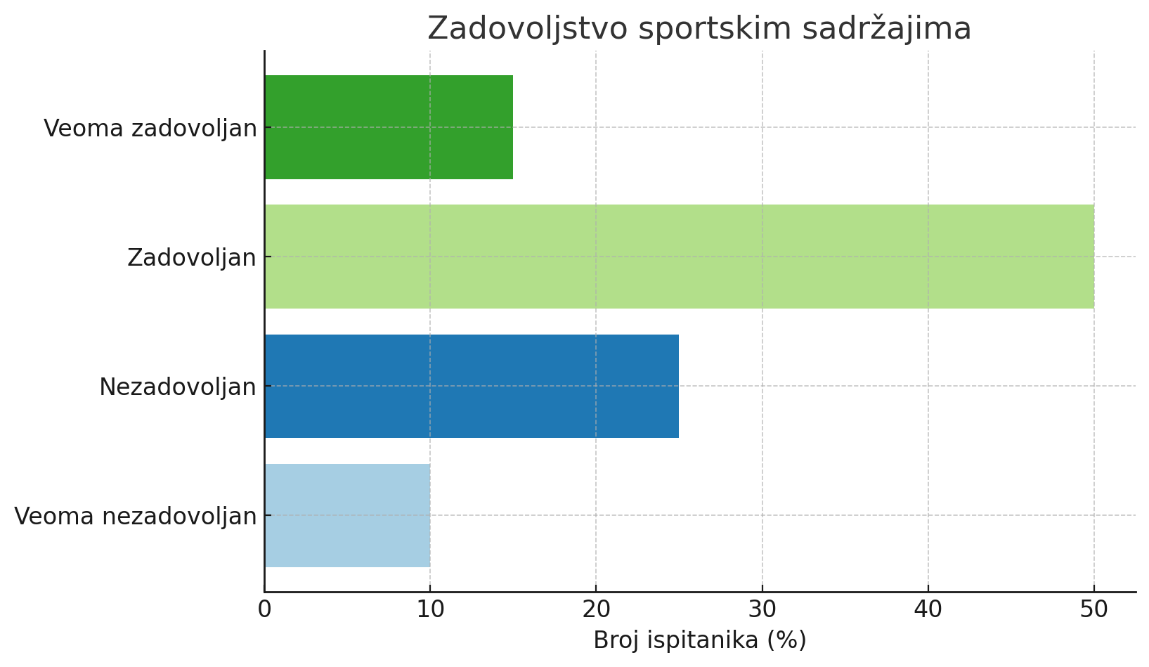 Zadovoljstvo sportskim sadržajima
Veoma zadovoljan
Zadovoljan
Nezadovoljan
Veoma nezadovoljan
0 10 20 30 40 50
Broj ispitanika (%)